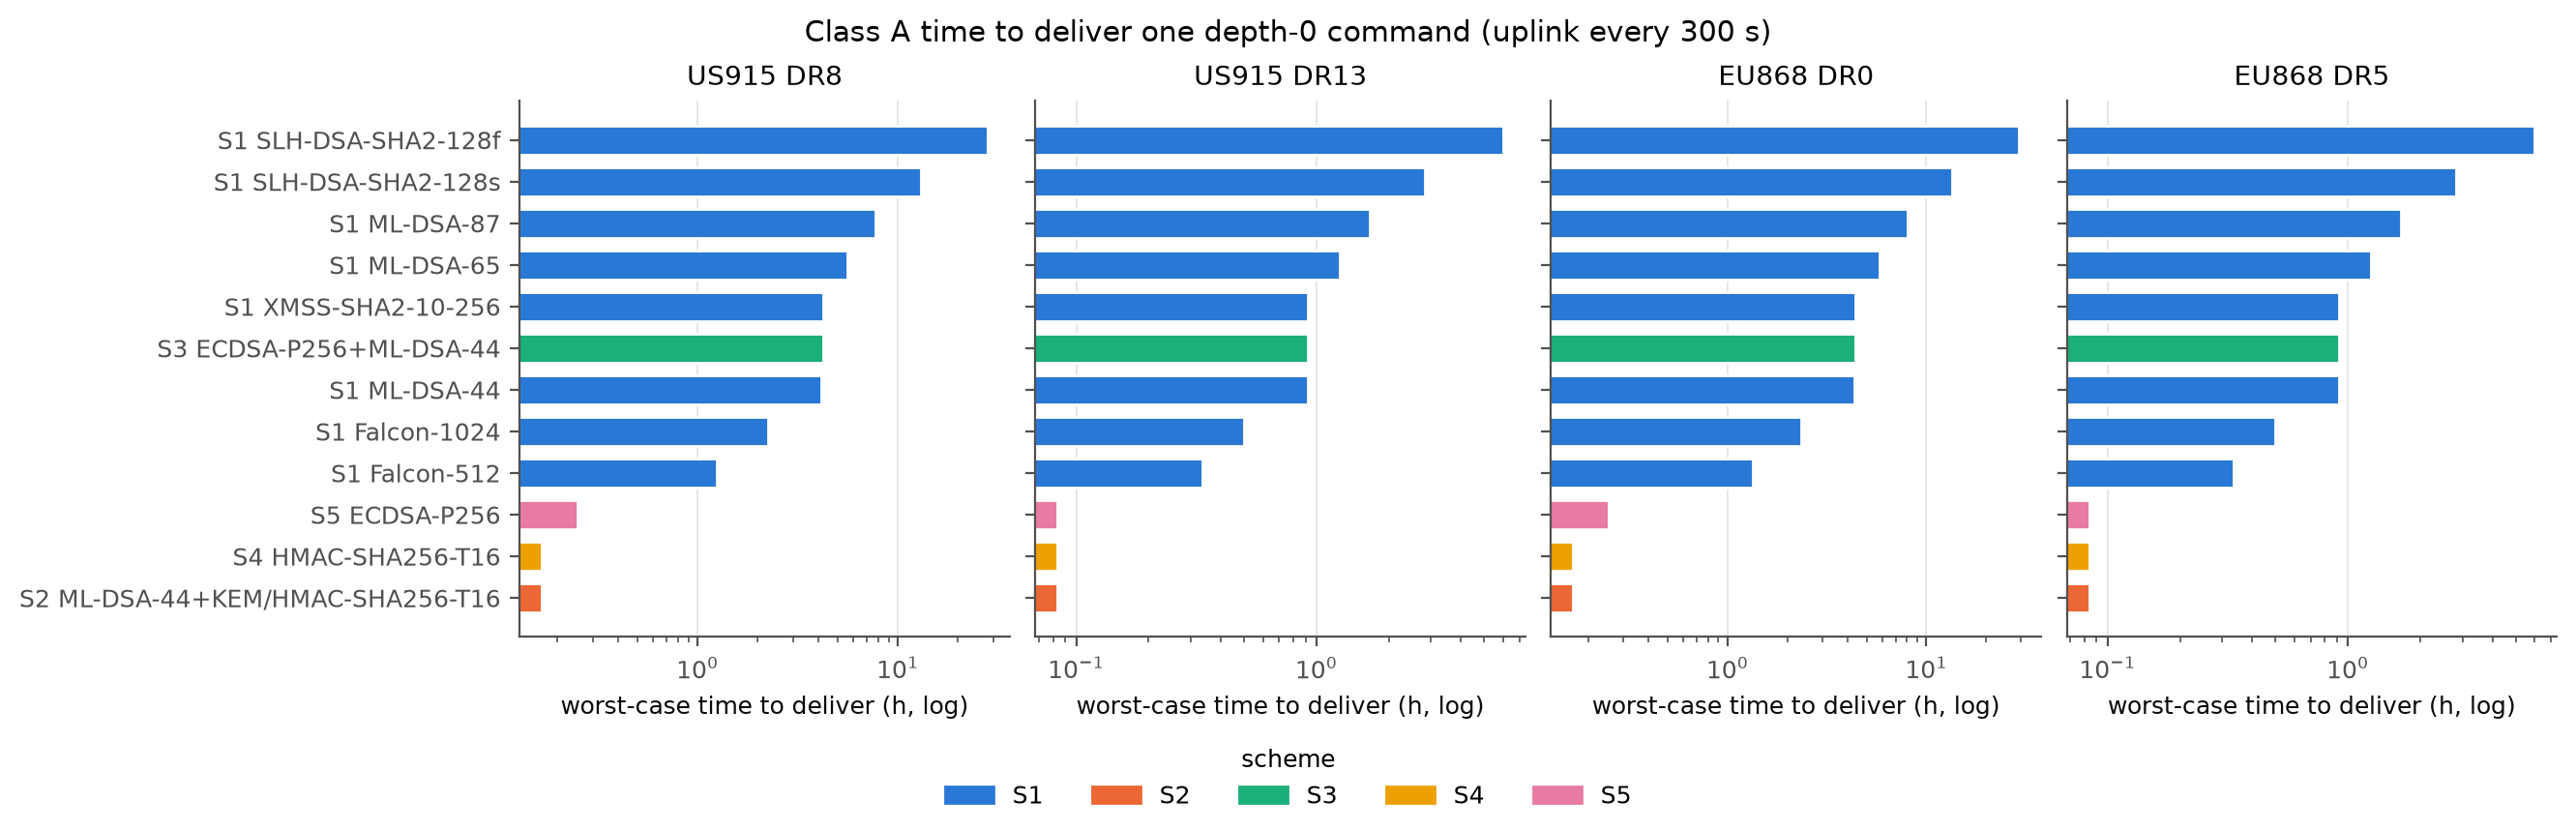 Class A time to deliver one depth-0 command (uplink every 300 s)
US915 DR8
US915 DR13
EU868 DR0
EU868 DR5
S1 SLH-DSA-SHA2-128f
S1 SLH-DSA-SHA2-128s
S1 ML-DSA-87
S1 ML-DSA-65
S1 XMSS-SHA2-10-256
S3 ECDSA-P256+ML-DSA-44
S1 ML-DSA-44
S1 Falcon-1024
S1 Falcon-512
S5 ECDSA-P256
S4 HMAC-SHA256-T16
S2 ML-DSA-44+KEM/HMAC-SHA256-T16
10⁰ 10¹
10⁻¹ 10⁰
10⁰ 10¹
10⁻¹ 10⁰
worst-case time to deliver (h, log)
worst-case time to deliver (h, log)
worst-case time to deliver (h, log)
worst-case time to deliver (h, log)
scheme
S1 S2 S3 S4 S5